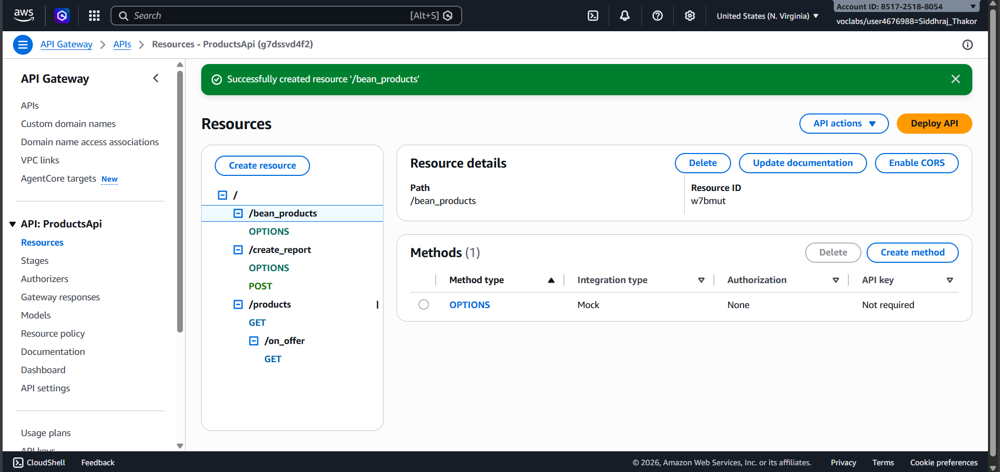 aws
Search
[Alt+S]
United States (N. Virginia)
Account ID: 8517-2518-8054
voclabs/user4676988=Siddhraj_Thakor
API Gateway
APIs
Resources - ProductsApi (g7dssvd4f2)
API Gateway
APIs
Custom domain names
Domain name access associations
VPC links
AgentCore targets New
API: ProductsApi
Resources
Stages
Authorizers
Gateway responses
Models
Resource policy
Documentation
Dashboard
API settings
Usage plans
API keys
Successfully created resource '/bean_products'
Resources
API actions
Deploy API
Create resource
/
/bean_products
OPTIONS
/create_report
OPTIONS
POST
/products
GET
/on_offer
GET
Resource details
Delete
Update documentation
Enable CORS
Path
/bean_products
Resource ID
w7bmut
Methods (1)
Delete
Create method
Method type Integration type Authorization API key
OPTIONS Mock None Not required
CloudShell
Feedback
© 2026, Amazon Web Services, Inc. or its affiliates.
Privacy
Terms
Cookie preferences